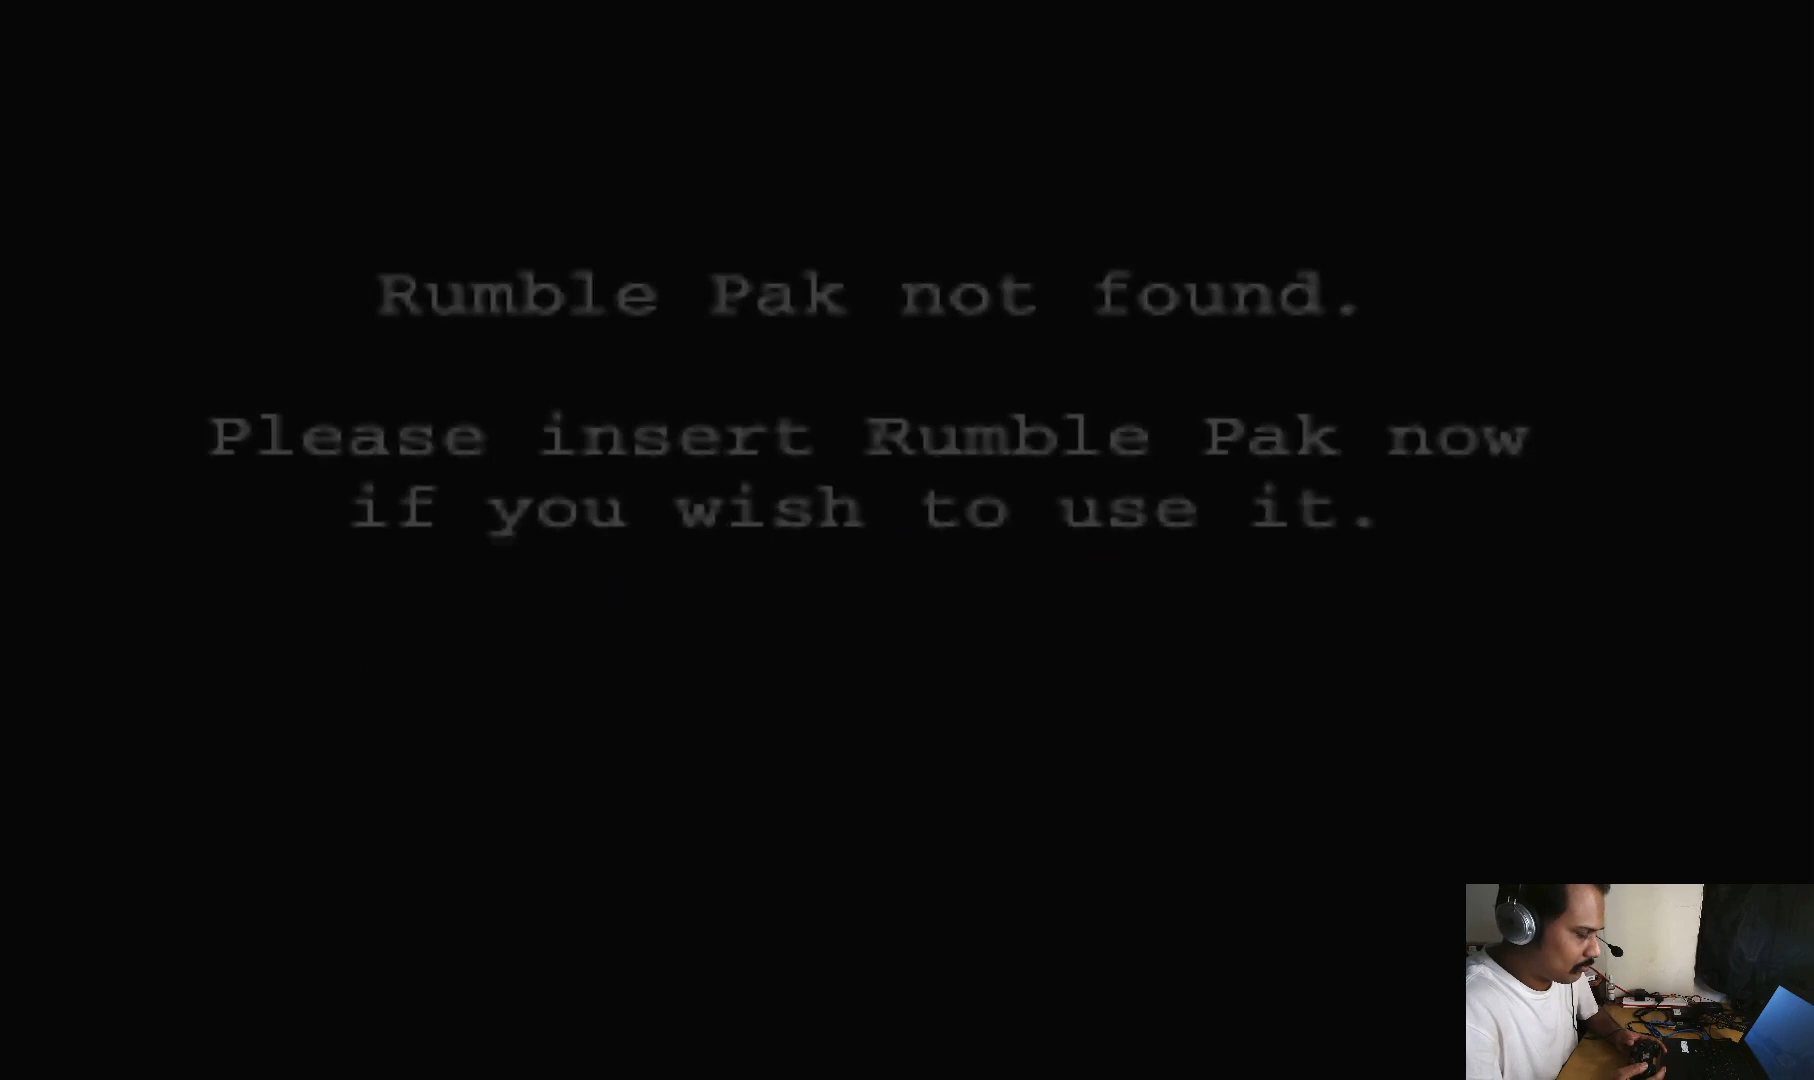 Rumble Pak not found.
Please insert Rumble Pak now
if you wish to use it.